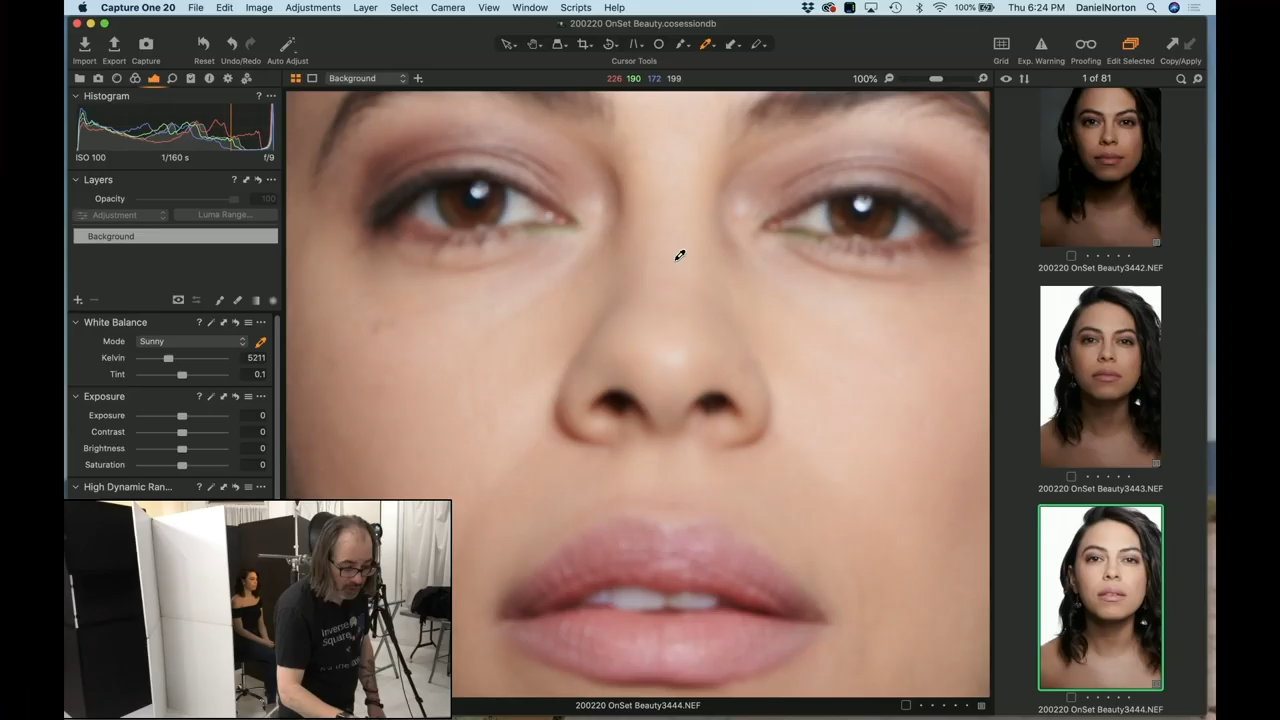 Capture One 20 File Edit Image Adjustments Layer Select Camera View Window Scripts Help 100% Thu 6:24 PM DanielNorton
200220 OnSet Beauty.cosessiondb
Import Export Capture Reset Undo/Redo Auto Adjust Cursor Tools Grid Exp. Warning Proofing Edit Selected Copy/Apply
Background 226 190 172 199 100% 1 of 81
Histogram ?
ISO 100 1/160 s f/9
Layers ?
Opacity 100
Adjustment Luma Range...
Background
White Balance ?
Mode Sunny
Kelvin 5211
Tint 0.1
Exposure ?
Exposure 0
Contrast 0
Brightness 0
Saturation 0
High Dynamic Ran... ?
200220 OnSet Beauty3442.NEF
200220 OnSet Beauty3443.NEF
200220 OnSet Beauty3444.NEF
Inverse
Square
200220 OnSet Beauty3444.NEF